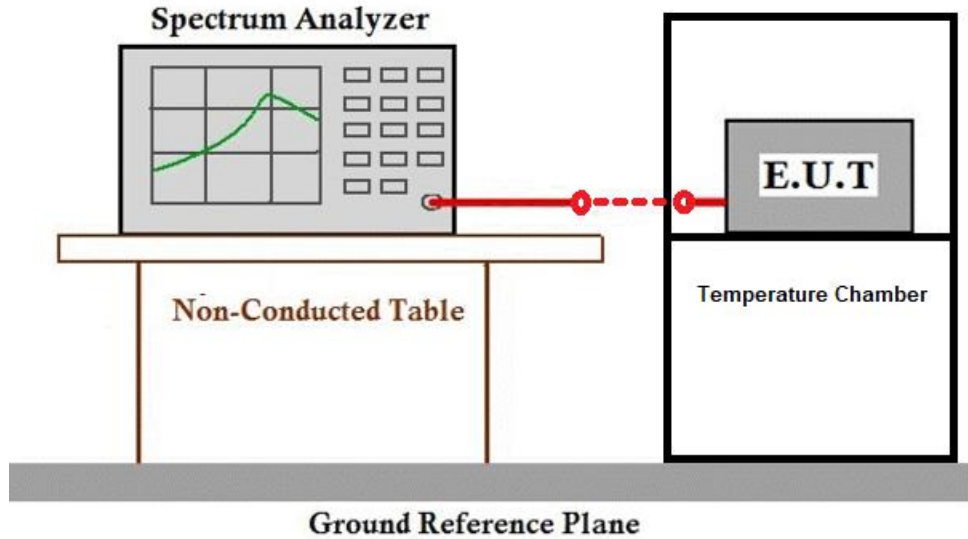 Spectrum Analyzer
E.U.T
Temperature Chamber
Non-Conducted Table
Ground Reference Plane